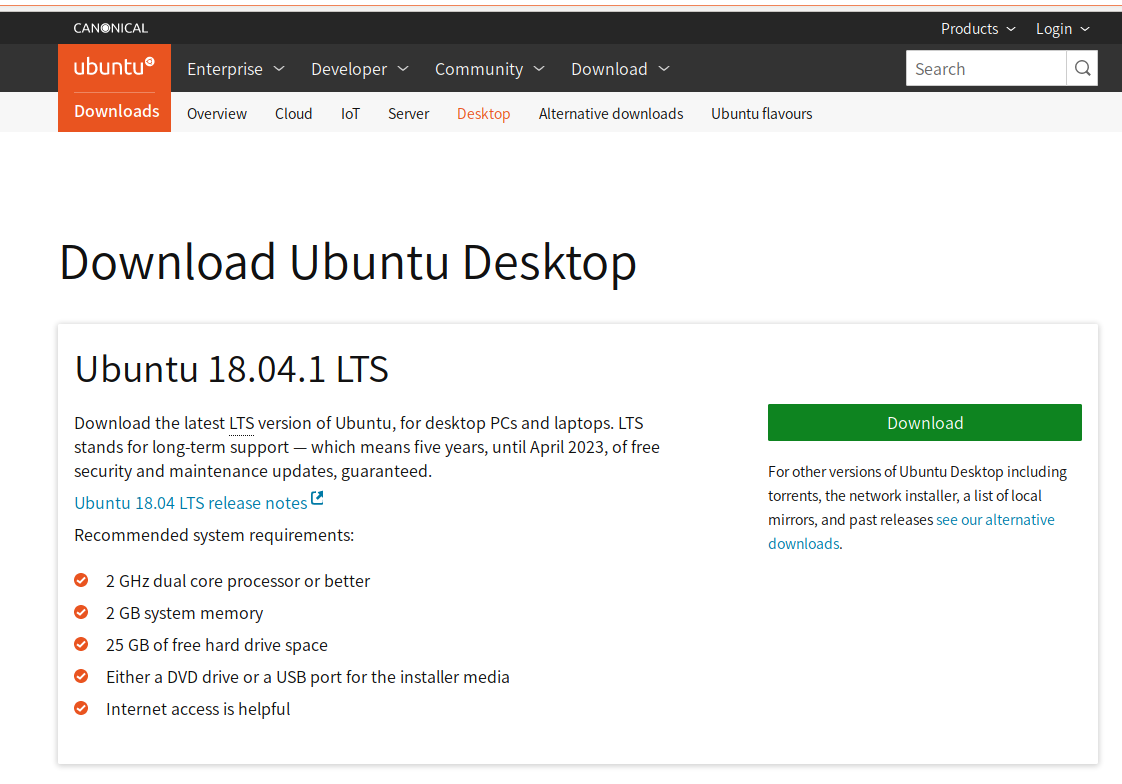 CANONICAL
Products
Login
ubuntu
Enterprise
Developer
Community
Download
Search
Downloads
Overview
Cloud
IoT
Server
Desktop
Alternative downloads
Ubuntu flavours
Download Ubuntu Desktop
Ubuntu 18.04.1 LTS
Download the latest LTS version of Ubuntu, for desktop PCs and laptops. LTS
stands for long-term support — which means five years, until April 2023, of free
security and maintenance updates, guaranteed.
Ubuntu 18.04 LTS release notes
Recommended system requirements:
2 GHz dual core processor or better
2 GB system memory
25 GB of free hard drive space
Either a DVD drive or a USB port for the installer media
Internet access is helpful
Download
For other versions of Ubuntu Desktop including
torrents, the network installer, a list of local
mirrors, and past releases see our alternative
downloads.